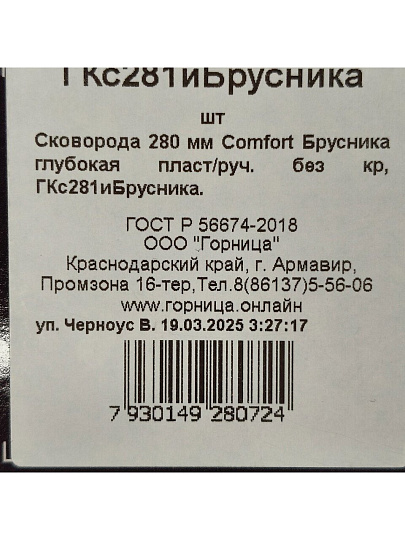 ГКс281иБрусника
шт
Сковорода 280 мм Comfort Брусника
глубокая пласт/руч. без кр,
ГКс281иБрусника.
ГОСТ Р 56674-2018
ООО "Горница"
Краснодарский край, г. Армавир,
Промзона 16-тер,Тел.8(86137)5-56-06
www.горница.онлайн
уп. Черноус В. 19.03.2025 3:27:17
7 930149 280724